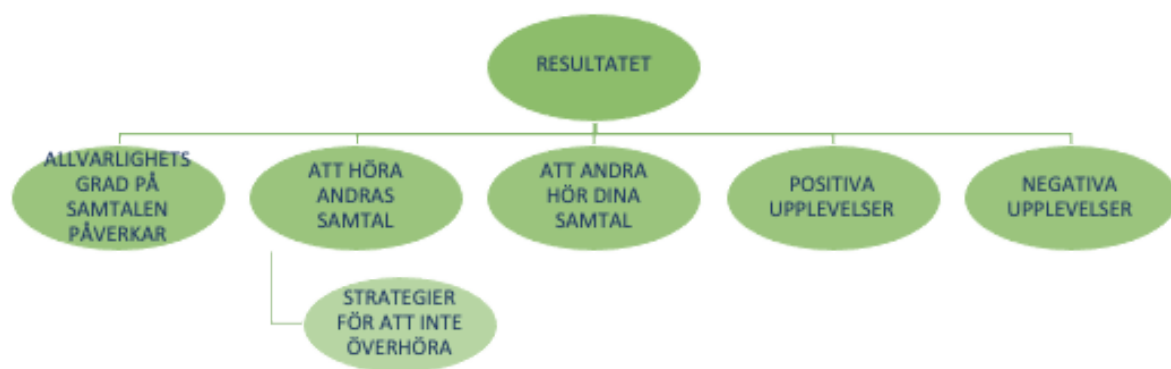 RESULTATET
ALLVARLIGHETS
GRAD PÅ
SAMTALEN
PÅVERKAR
ATT HÖRA
ANDRAS
SAMTAL
ATT ANDRA
HÖR DINA
SAMTAL
POSITIVA
UPPLEVELSER
NEGATIVA
UPPLEVELSER
STRATEGIER
FÖR ATT INTE
ÖVERHÖRA